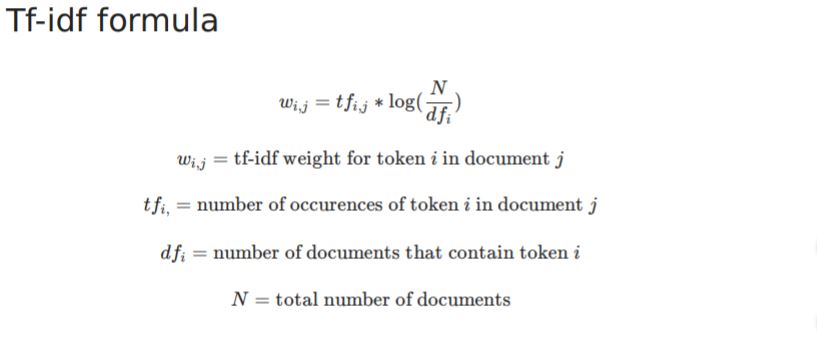 Tf-idf formula
w_{i,j} = tf_{i,j} * log(\frac{N}{df_i})
w_{i,j} = tf-idf weight for token i in document j
tf_{i,} = number of occurences of token i in document j
df_i = number of documents that contain token i
N = total number of documents